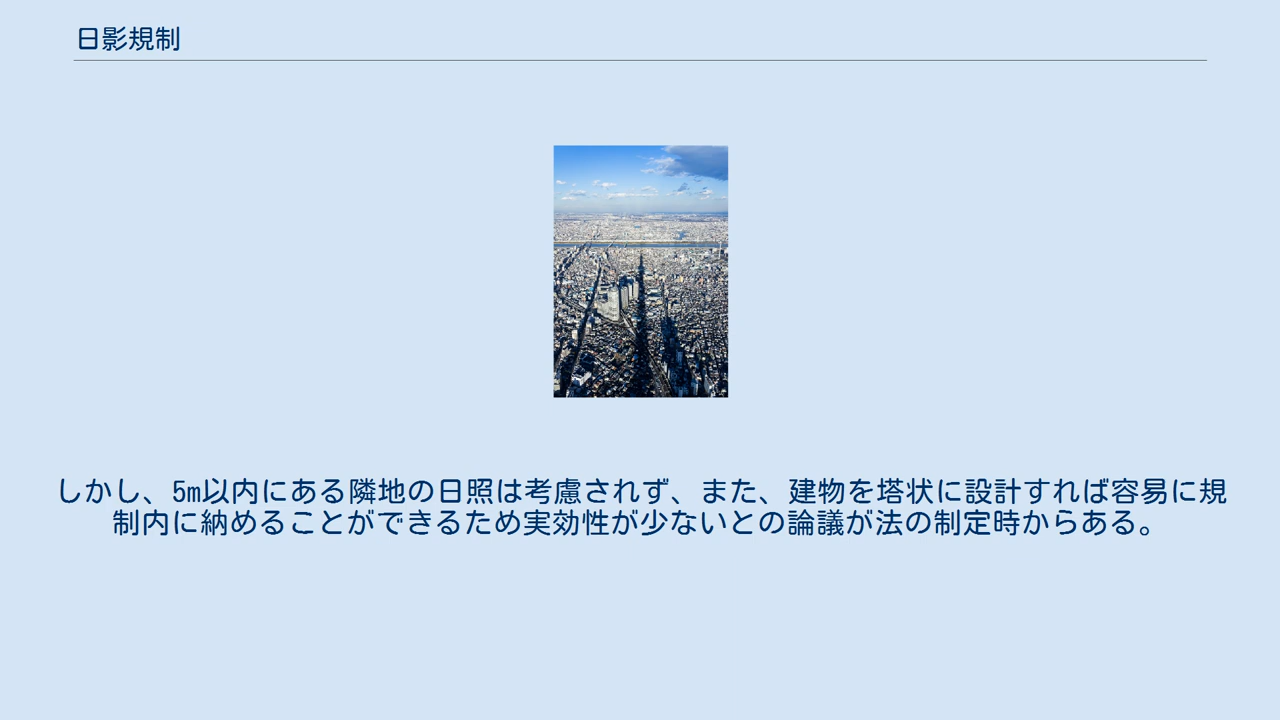 日影規制
しかし、5m以内にある隣地の日照は考慮されず、また、建物を塔状に設計すれば容易に規
制内に納めることができるため実効性が少ないとの論議が法の制定時からある。